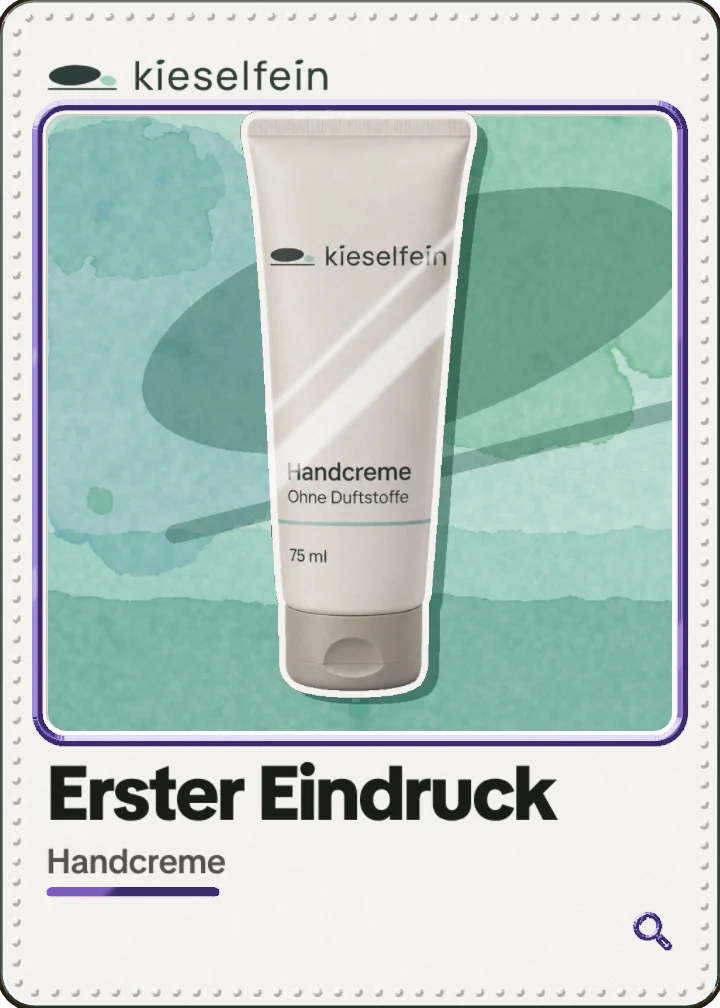 kieselfein
kieselfein
Handcreme
Ohne Duftstoffe
75 ml
Erster Eindruck
Handcreme